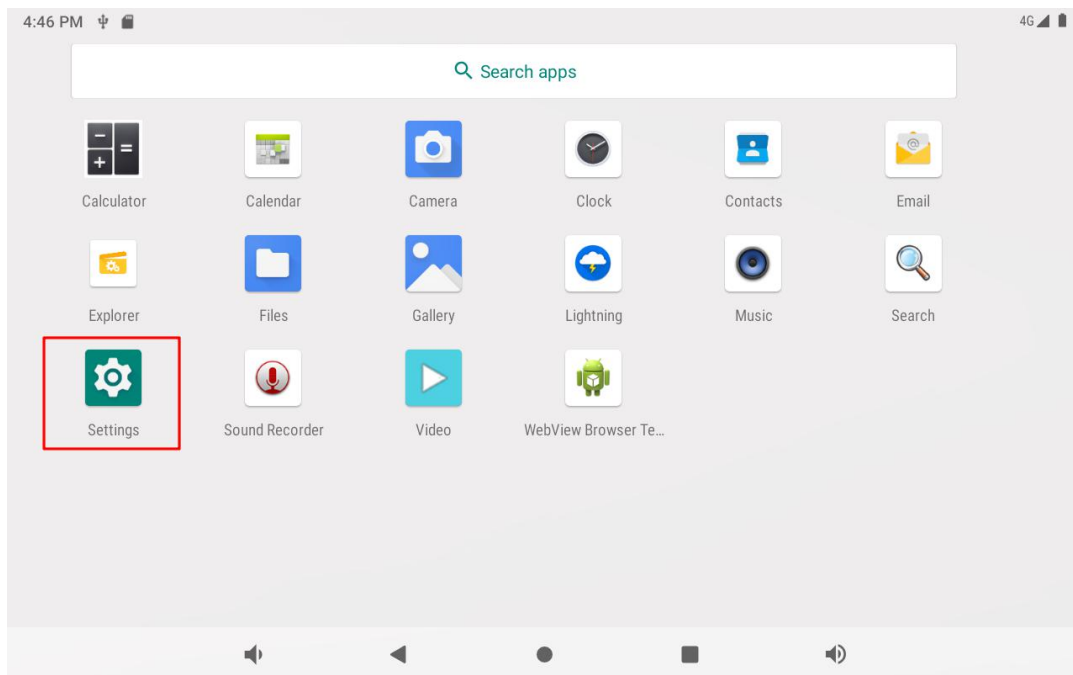 4:46 PM 4G
Search apps
Calculator Calendar Camera Clock Contacts Email
Explorer Files Gallery Lightning Music Search
Settings Sound Recorder Video WebView Browser Te…